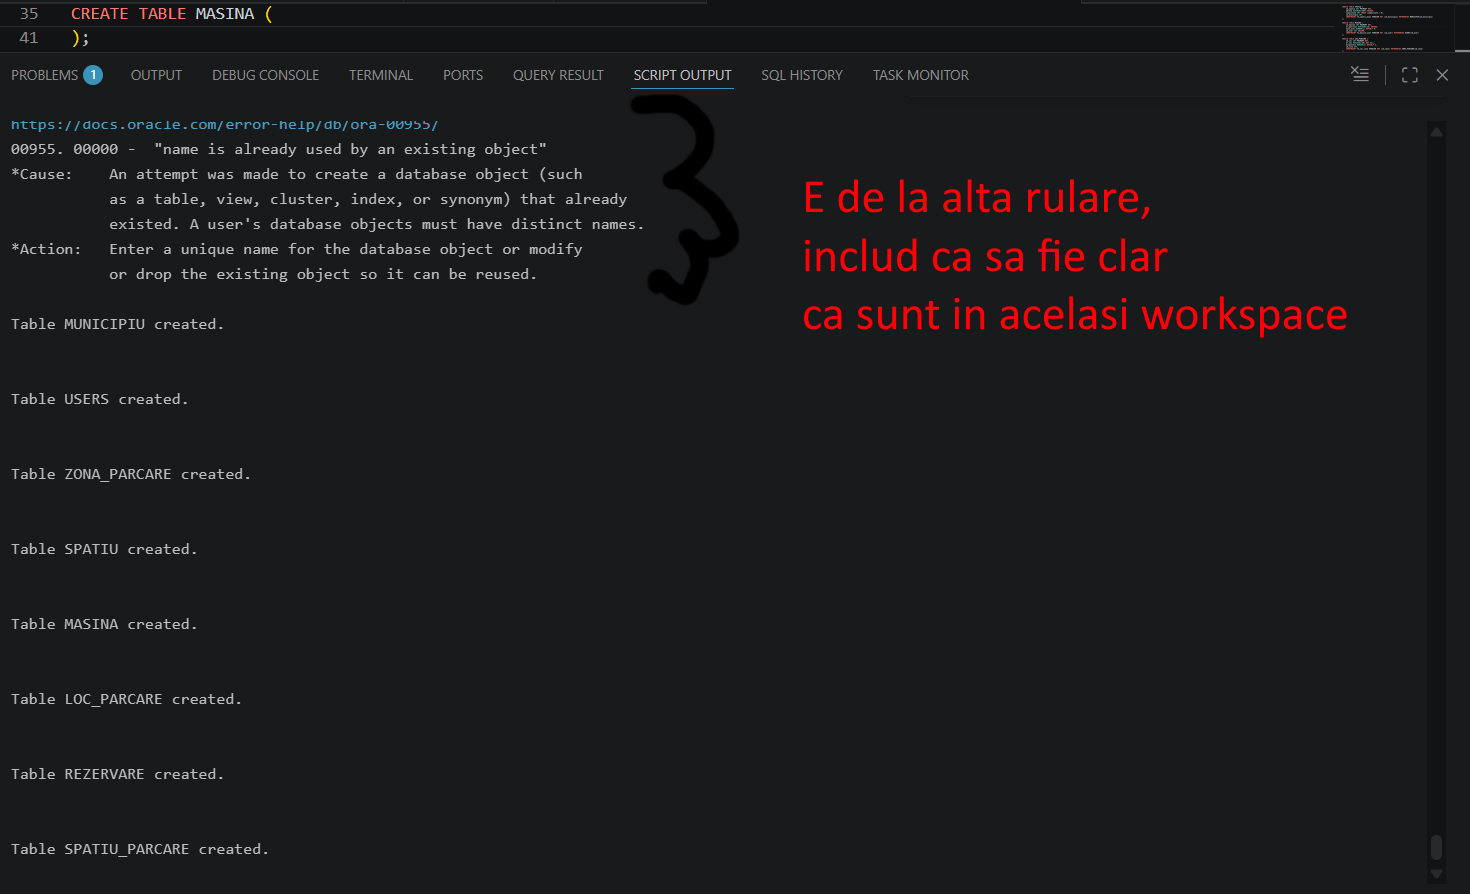 35 CREATE TABLE MASINA (
41 );
PROBLEMS 1 OUTPUT DEBUG CONSOLE TERMINAL PORTS QUERY RESULT SCRIPT OUTPUT SQL HISTORY TASK MONITOR
https://docs.oracle.com/error-help/db/ora-00955/
00955. 00000 - "name is already used by an existing object"
*Cause: An attempt was made to create a database object (such
as a table, view, cluster, index, or synonym) that already
existed. A user's database objects must have distinct names.
*Action: Enter a unique name for the database object or modify
or drop the existing object so it can be reused.
E de la alta rulare,
includ ca sa fie clar
ca sunt in acelasi workspace
Table MUNICIPIU created.
Table USERS created.
Table ZONA_PARCARE created.
Table SPATIU created.
Table MASINA created.
Table LOC_PARCARE created.
Table REZERVARE created.
Table SPATIU_PARCARE created.